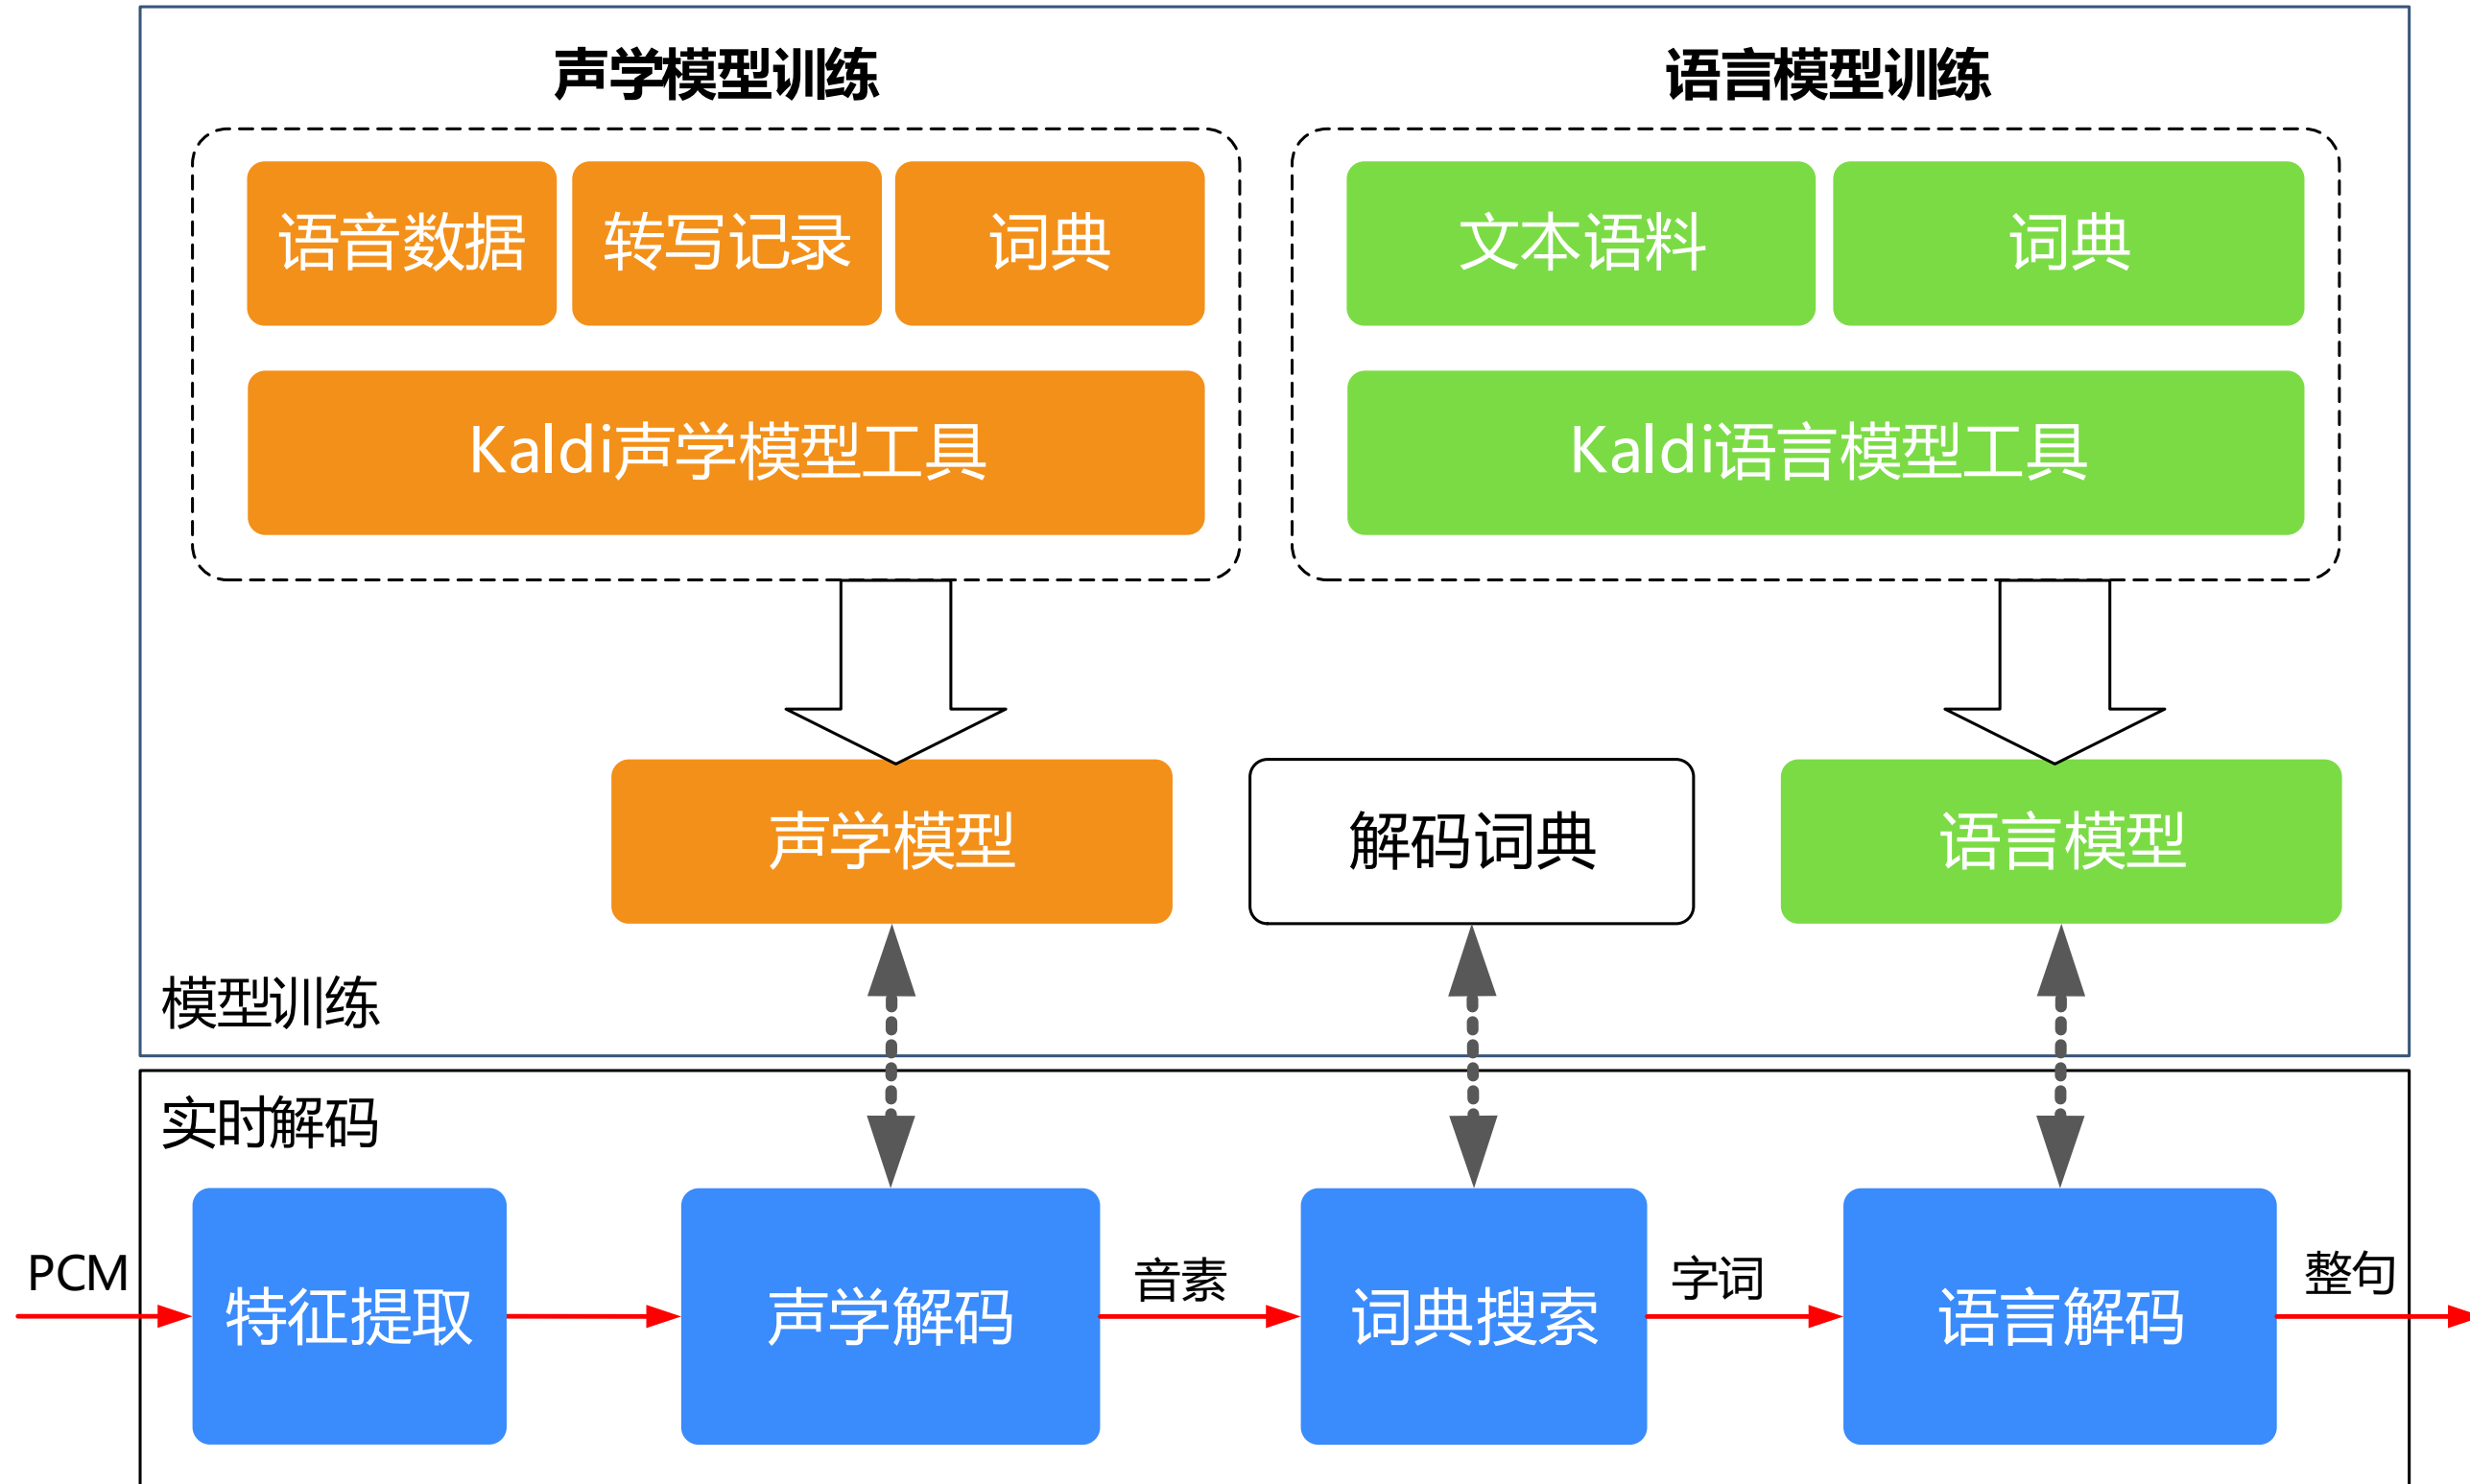 声学模型训练
语言模型训练
语音数据
转写记录
词典
文本语料
词典
Kaldi声学模型工具
Kaldi语言模型工具
声学模型
解码词典
语言模型
模型训练
实时解码
PCM
特征提取
声学解码
音素
词典搜索
字词
语言解码
整句